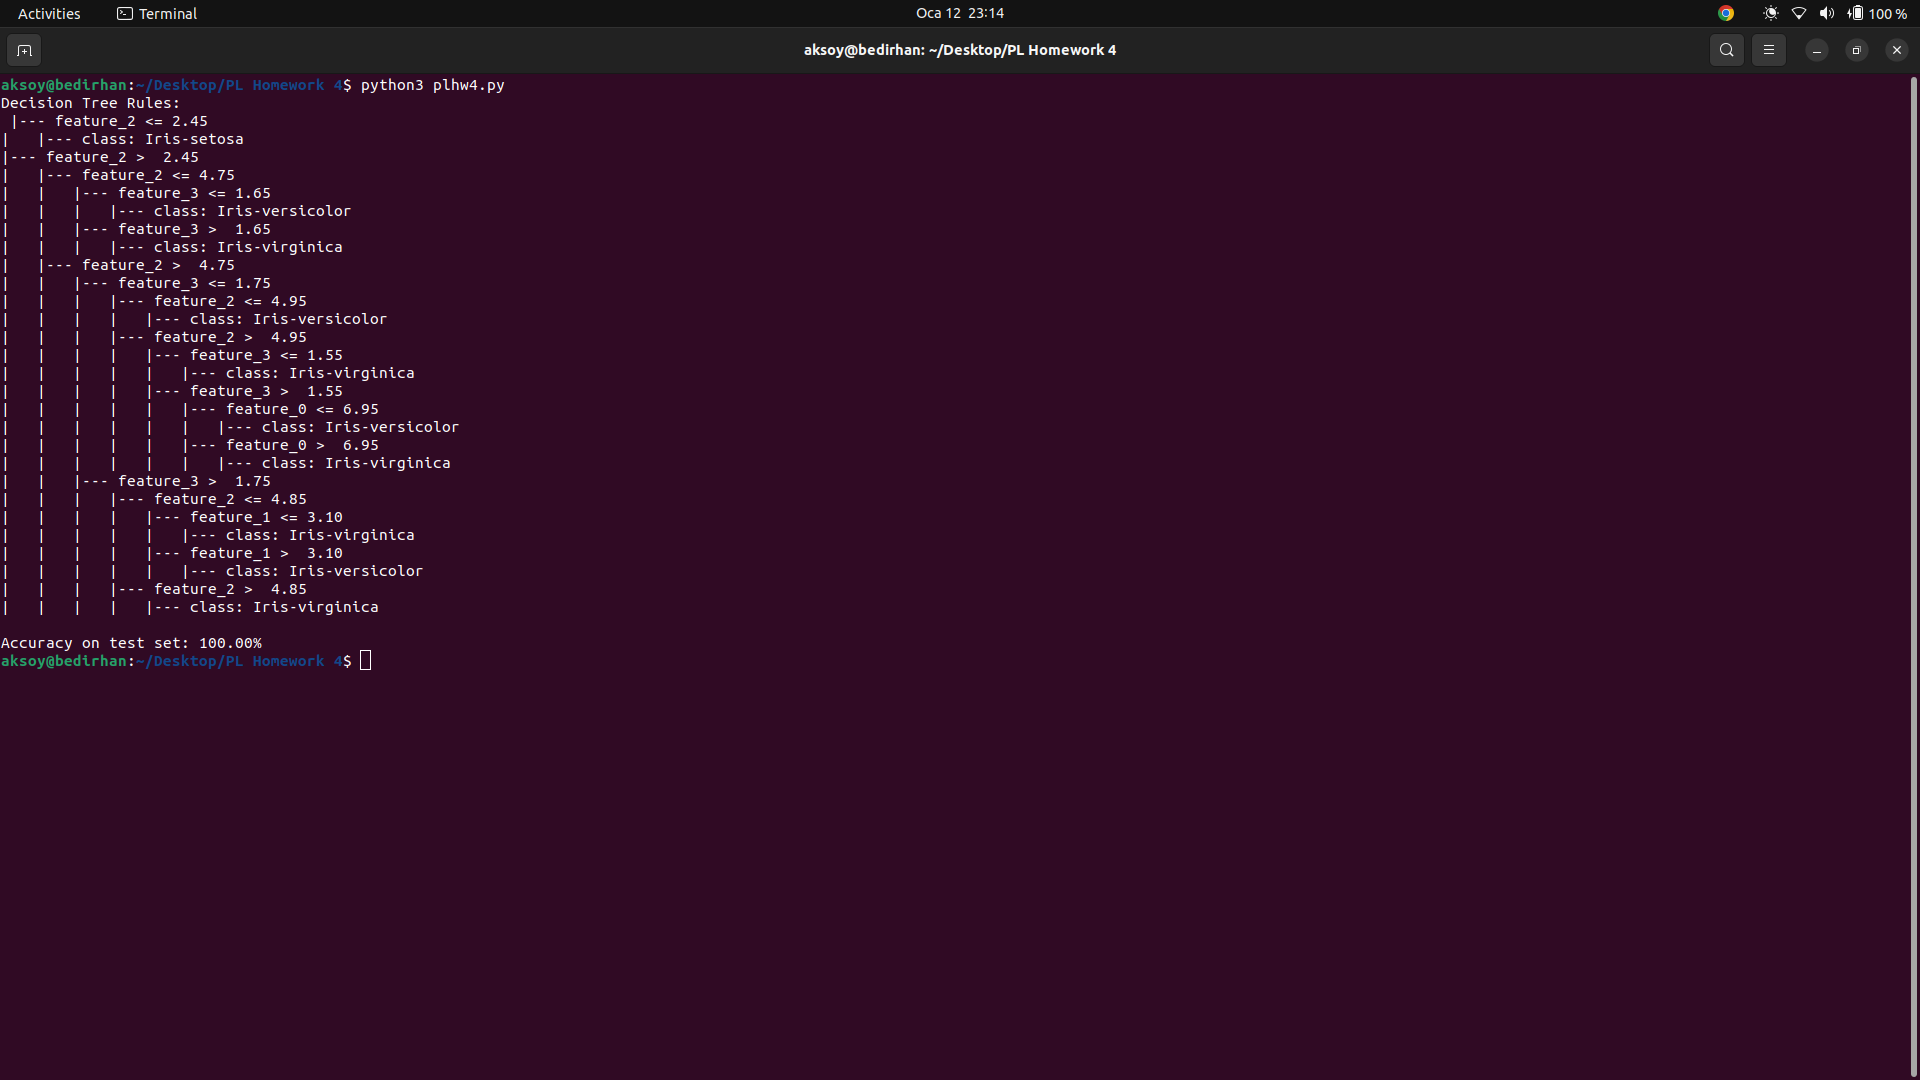 Activities Terminal Oca 12 23:14 100 %
aksoy@bedirhan: ~/Desktop/PL Homework 4
aksoy@bedirhan:~/Desktop/PL Homework 4$ python3 plhw4.py
Decision Tree Rules:
 |--- feature_2 <= 2.45
|   |--- class: Iris-setosa
|--- feature_2 >  2.45
|   |--- feature_2 <= 4.75
|   |   |--- feature_3 <= 1.65
|   |   |   |--- class: Iris-versicolor
|   |   |--- feature_3 >  1.65
|   |   |   |--- class: Iris-virginica
|   |--- feature_2 >  4.75
|   |   |--- feature_3 <= 1.75
|   |   |   |--- feature_2 <= 4.95
|   |   |   |   |--- class: Iris-versicolor
|   |   |   |--- feature_2 >  4.95
|   |   |   |   |--- feature_3 <= 1.55
|   |   |   |   |   |--- class: Iris-virginica
|   |   |   |   |--- feature_3 >  1.55
|   |   |   |   |   |--- feature_0 <= 6.95
|   |   |   |   |   |   |--- class: Iris-versicolor
|   |   |   |   |   |--- feature_0 >  6.95
|   |   |   |   |   |   |--- class: Iris-virginica
|   |   |--- feature_3 >  1.75
|   |   |   |--- feature_2 <= 4.85
|   |   |   |   |--- feature_1 <= 3.10
|   |   |   |   |   |--- class: Iris-virginica
|   |   |   |   |--- feature_1 >  3.10
|   |   |   |   |   |--- class: Iris-versicolor
|   |   |   |--- feature_2 >  4.85
|   |   |   |   |--- class: Iris-virginica
Accuracy on test set: 100.00%
aksoy@bedirhan:~/Desktop/PL Homework 4$